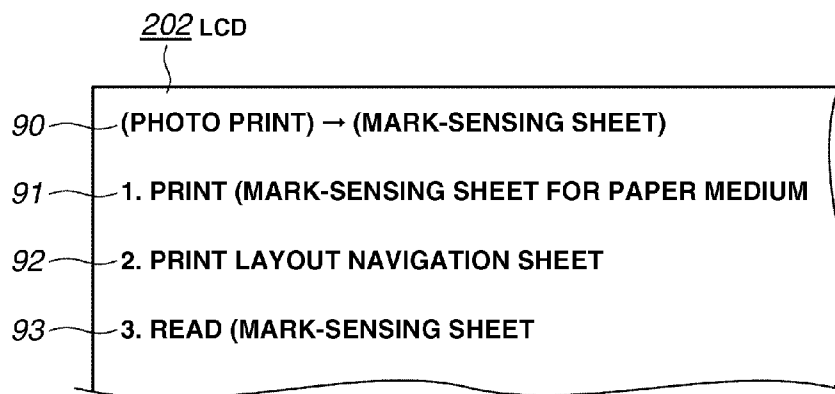 202 LCD
90 (PHOTO PRINT) → (MARK-SENSING SHEET)
91 1. PRINT (MARK-SENSING SHEET FOR PAPER MEDIUM
92 2. PRINT LAYOUT NAVIGATION SHEET
93 3. READ (MARK-SENSING SHEET